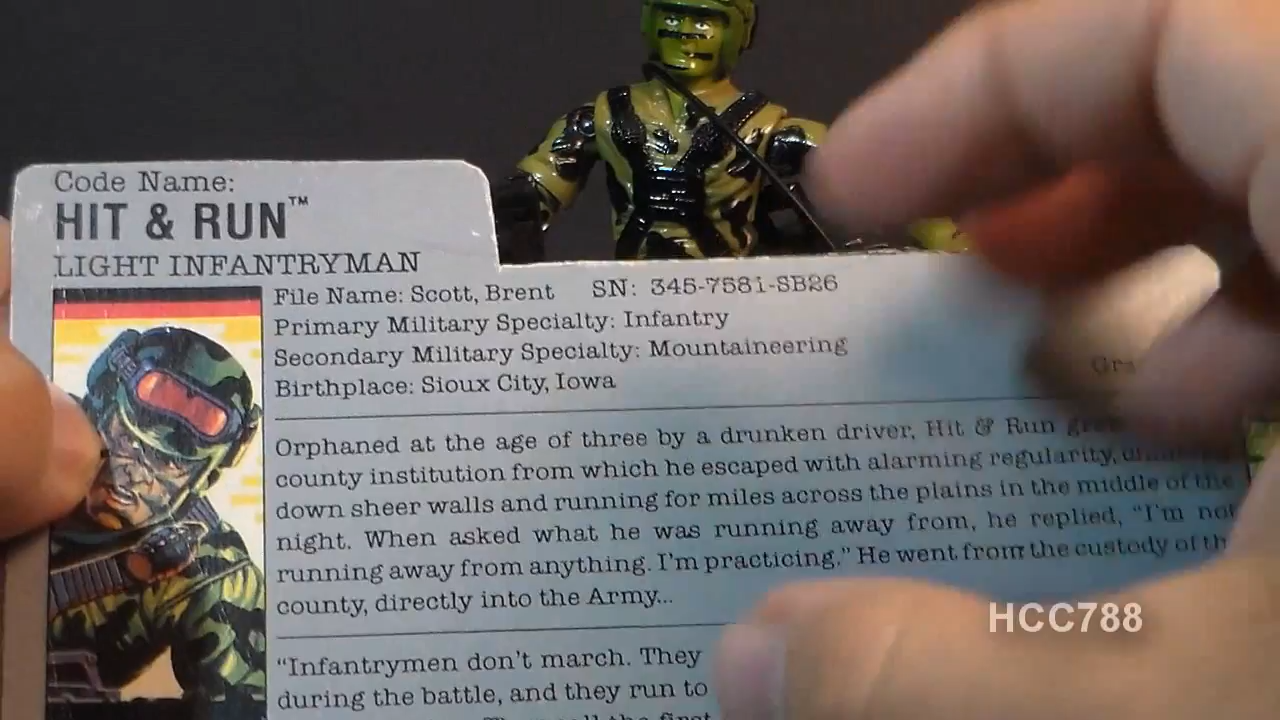 Code Name:
HIT & RUN™
LIGHT INFANTRYMAN
File Name: Scott, Brent SN: 345-7581-SB26
Primary Military Specialty: Infantry
Secondary Military Specialty: Mountaineering
Birthplace: Sioux City, Iowa
Orphaned at the age of three by a drunken driver, Hit & Run
county institution from which he escaped with alarming regularity,
down sheer walls and running for miles across the plains in the middle of the
night. When asked what he was running away from, he replied, "I'm not
running away from anything. I'm practicing." He went from the custody of
county, directly into the Army...
"Infantrymen don't march. They
during the battle, and they run to
HCC788